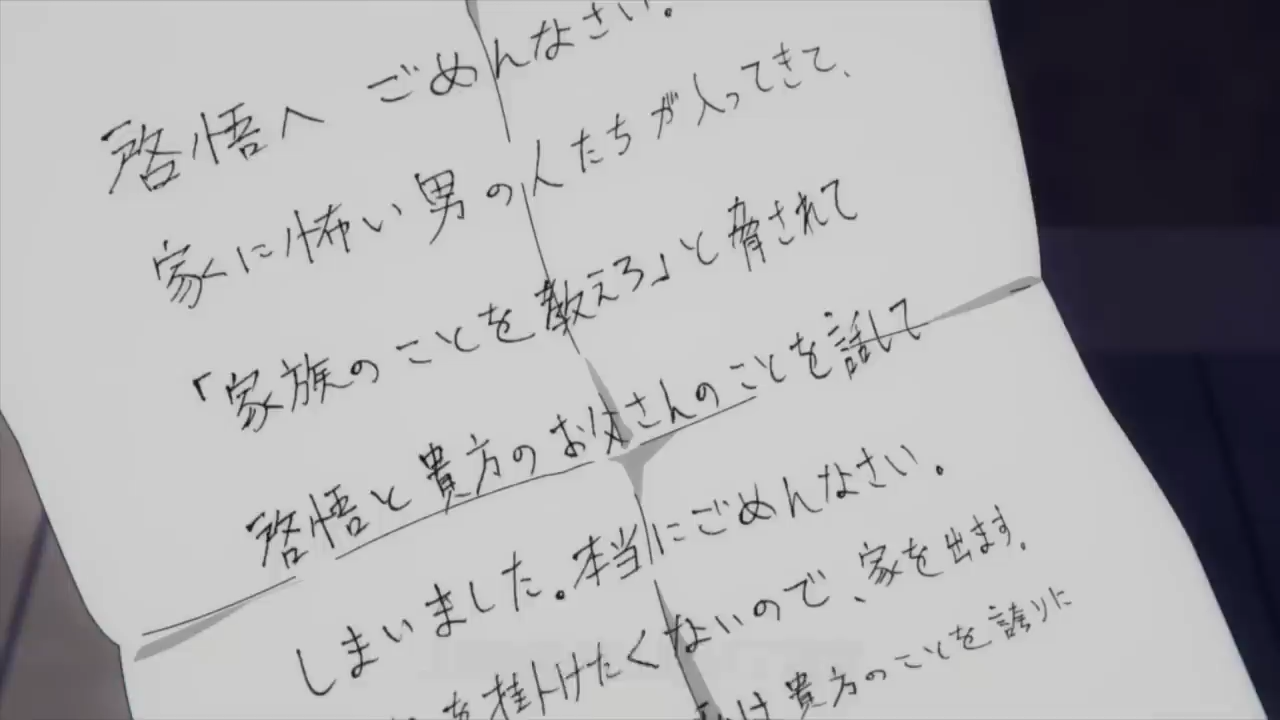 啓悟へ ごめんなさい。
家に怖い男の人たちが入ってきて、
「家族のことを教えろ」と脅されて
啓悟と貴方のお父さんのことを話して
しまいました。本当にごめんなさい。
を掛けたくないので、家を出ます。
私は貴方のことを誇りに